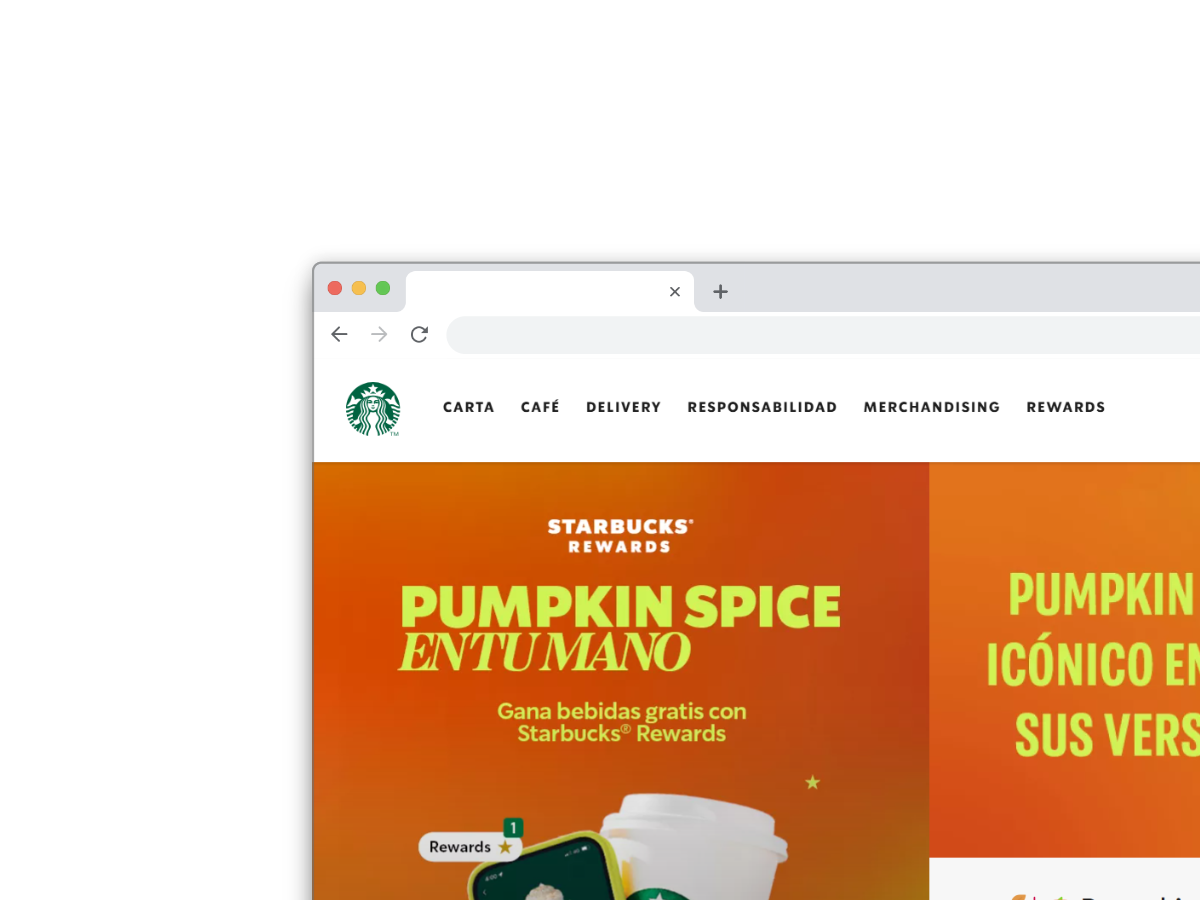 CARTA CAFÉ DELIVERY RESPONSABILIDAD MERCHANDISING REWARDS
STARBUCKS®
REWARDS
PUMPKIN SPICE
EN TU MANO
Gana bebidas gratis con
Starbucks® Rewards
1
Rewards
PUMPKIN
ICÓNICO EN
SUS VERS
TM